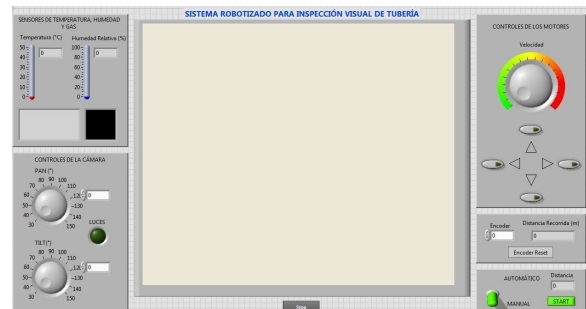 SISTEMA ROBOTIZADO PARA INSPECCIÓN VISUAL DE TUBERÍA
SENSORES DE TEMPERATURA, HUMEDAD
Y GAS
Temperatura (°C) Humedad Relativa (%)
50 0 100 0
40 80
30 60
20 40
10 20
0 0
CONTROLES DE LA CÁMARA
PAN (°)
80 90 100
70 110
60 120 0
50 130
40 140
30 150
LUCES
TILT(°)
80 90 100
70 110
60 120 0
50 130
40 140
30 150
Stop
CONTROLES DE LOS MOTORES
Velocidad
Encoder Distancia Recorrida (m)
0 0
Encoder Reset
AUTOMÁTICO Distancia
0
MANUAL START